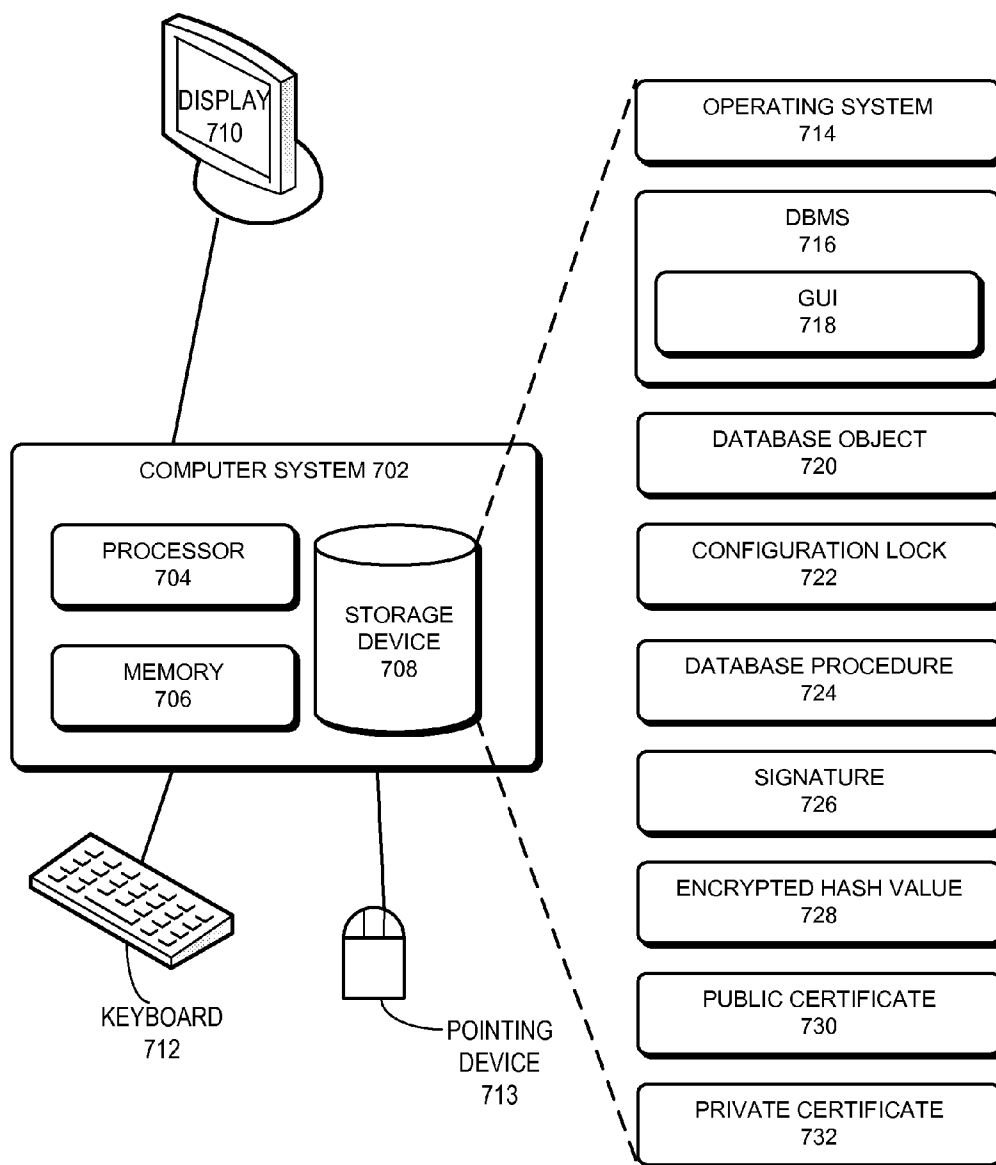 DISPLAY
710
COMPUTER SYSTEM 702
PROCESSOR
704
MEMORY
706
STORAGE
DEVICE
708
KEYBOARD
712
POINTING
DEVICE
713
OPERATING SYSTEM
714
DBMS
716
GUI
718
DATABASE OBJECT
720
CONFIGURATION LOCK
722
DATABASE PROCEDURE
724
SIGNATURE
726
ENCRYPTED HASH VALUE
728
PUBLIC CERTIFICATE
730
PRIVATE CERTIFICATE
732